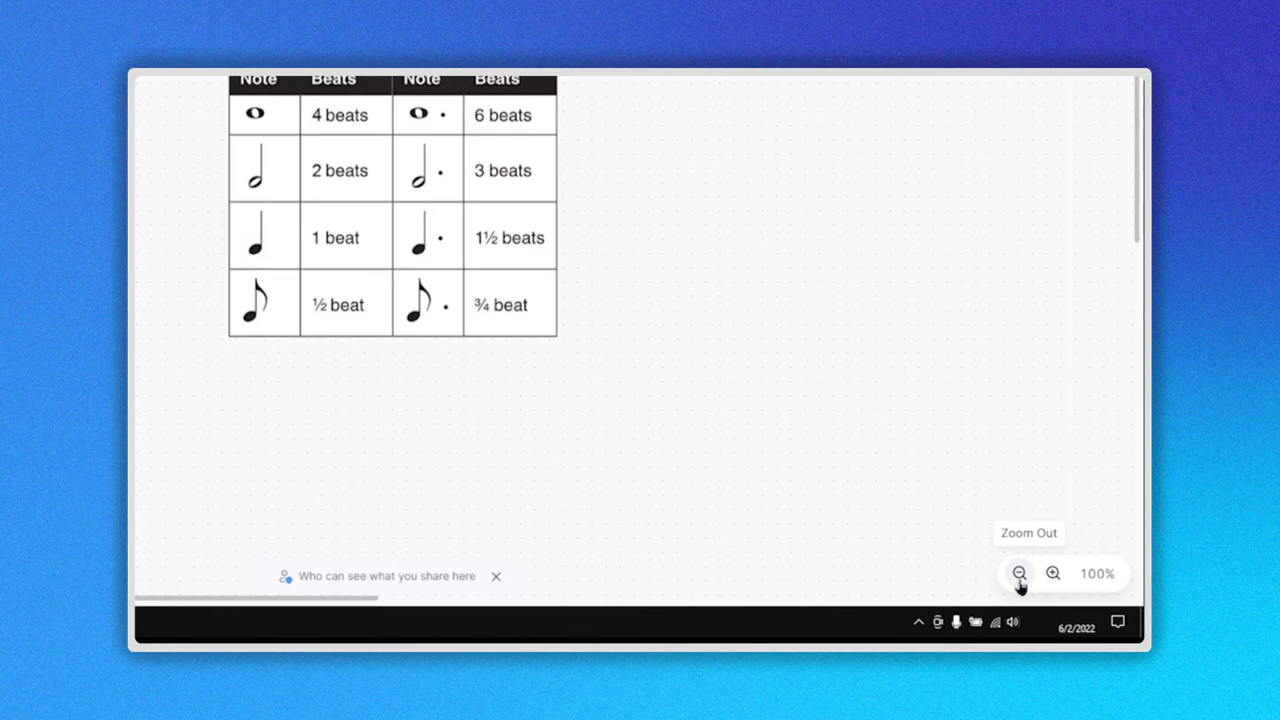 Note Beats Note Beats
4 beats 6 beats
2 beats 3 beats
1 beat 1½ beats
½ beat ¾ beat
Zoom Out
Who can see what you share here
100%
6/2/2022